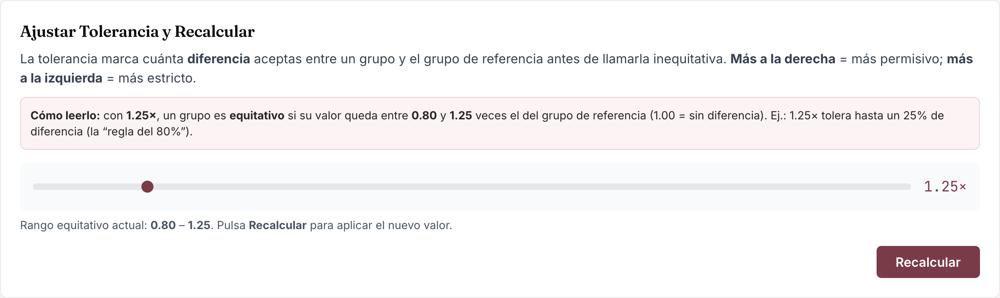 Ajustar Tolerancia y Recalcular
La tolerancia marca cuánta diferencia aceptas entre un grupo y el grupo de referencia antes de llamarla inequitativa. Más a la derecha = más permisivo; más
a la izquierda = más estricto.
Cómo leerlo: con 1.25×, un grupo es equitativo si su valor queda entre 0.80 y 1.25 veces el del grupo de referencia (1.00 = sin diferencia). Ej.: 1.25× tolera hasta un 25% de
diferencia (la “regla del 80%”).
1.25×
Rango equitativo actual: 0.80 – 1.25. Pulsa Recalcular para aplicar el nuevo valor.
Recalcular